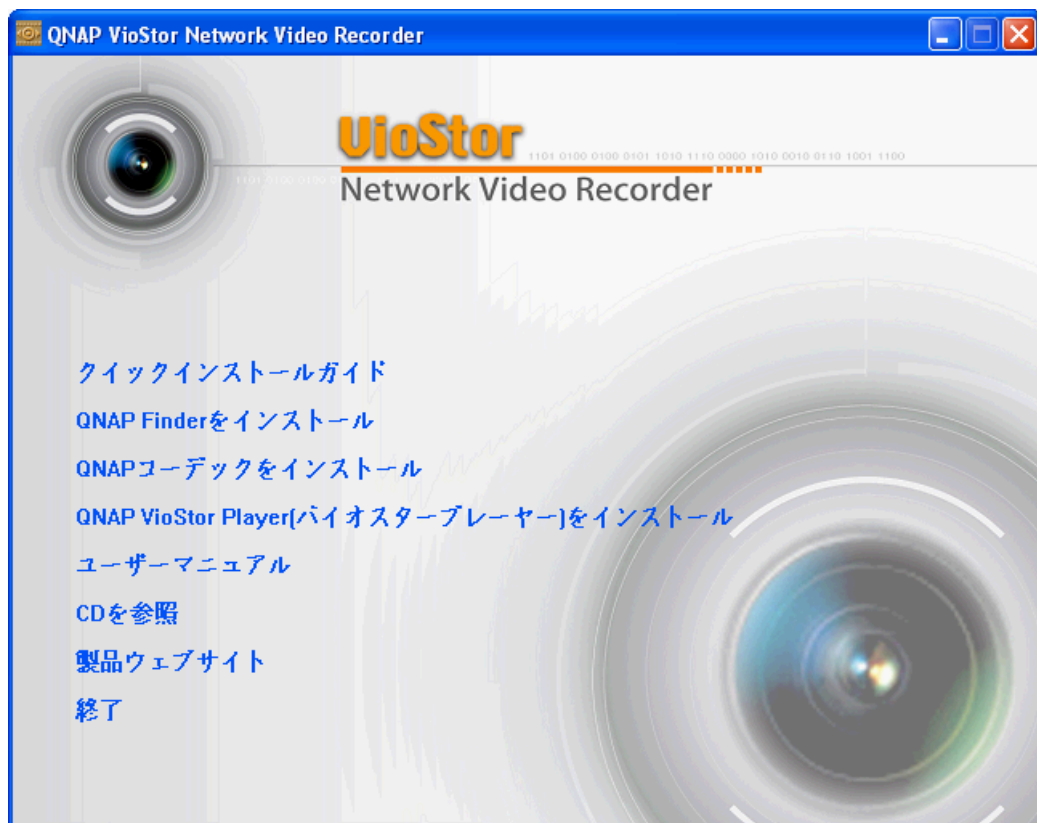 QNAP VioStor Network Video Recorder
VioStor
1101 0100 0100 0101 1010 1110 0000 1010 0010 0110 1001 1100
Network Video Recorder
クイックインストールガイド
QNAP Finderをインストール
QNAPコーデックをインストール
QNAP VioStor Player(バイオスタープレーヤー)をインストール
ユーザーマニュアル
CDを参照
製品ウェブサイト
終了